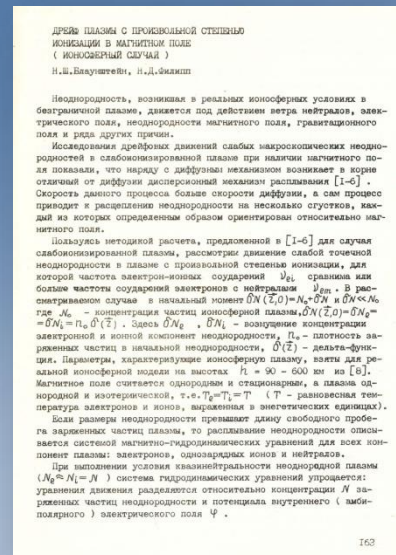 ДРЕЙФ ПЛАЗМЫ С ПРОИЗВОЛЬНОЙ СТЕПЕНЬЮ
ИОНИЗАЦИИ В МАГНИТНОМ ПОЛЕ
( ИОНОСФЕРНЫЙ СЛУЧАЙ )
Н.Ш.Блаунштейн, Н.Д.Филипп
Неоднородность, возникшая в реальных ионосферных условиях в
безграничной плазме, движется под действием ветра нейтралов, элек-
трического поля, неоднородности магнитного поля, гравитационного
поля и ряда других причин.
Исследования дрейфовых движений слабых макроскопических неодно-
родностей в слабоионизированной плазме при наличии магнитного по-
ля показали, что наряду с диффузным механизмом возникает в корне
отличный от диффузии дисперсионный механизм расплывания [1-6] .
Скорость данного процесса больше скорости диффузии, а сам процесс
приводит к расщеплению неоднородности на несколько сгустков, каж-
дый из которых определенным образом ориентирован относительно маг-
нитного поля.
Пользуясь методикой расчета, предложенной в [1-6] для случая
слабоионизированной плазмы, рассмотрим движение слабой точечной
неоднородности в плазме с произвольной степенью ионизации, для
которой частота электрон-ионных соударений νei сравнима или
больше частоты соударений электронов с нейтралами νem . В рас-
сматриваемом случае в начальный момент δN(z⃗,0)=N₀+δN и δN≪N₀
где N₀ - концентрация частиц ионосферной плазмы, δN(z⃗,0)=δNe=
=δNi=n₀δ(z⃗) . Здесь δNe , δNi - возмущение концентрации
электронной и ионной компонент неоднородности, n₀ - плотность за-
ряженных частиц в начальной неоднородности, δ(z⃗) - дельта-функ-
ция. Параметры, характеризующие ионосферную плазму, взяты для ре-
альной ионосферной модели на высотах h = 90 - 600 км из [8].
Магнитное поле считается однородным и стационарным, а плазма од-
нородной и изотермической, т.е. Te=Ti=T (T - равновесная тем-
пература электронов и ионов, выраженная в энегетических единицах).
Если размеры неоднородности превышают длину свободного пробе-
га заряженных частиц плазмы, то расплывание неоднородности описы-
вается системой магнитно-гидродинамических уравнений для всех ком-
понент плазмы: электронов, однозарядных ионов и нейтралов.
При выполнении условия квазинейтральности неоднородной плазмы
(Ne≈Ni=N ) система гидродинамических уравнений упрощается:
уравнения движения разделяются относительно концентрации N за-
ряженных частиц неоднородности и потенциала внутреннего ( амби-
полярного ) электрического поля φ .
163